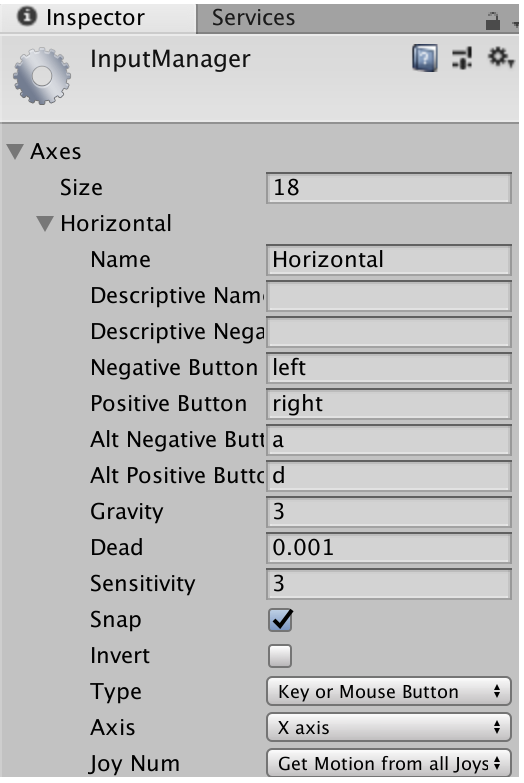 Inspector
Services
InputManager
Axes
Size 18
Horizontal
Name Horizontal
Descriptive Nam
Descriptive Nega
Negative Button left
Positive Button right
Alt Negative Butt a
Alt Positive Butto d
Gravity 3
Dead 0.001
Sensitivity 3
Snap
Invert
Type Key or Mouse Button
Axis X axis
Joy Num Get Motion from all Joys